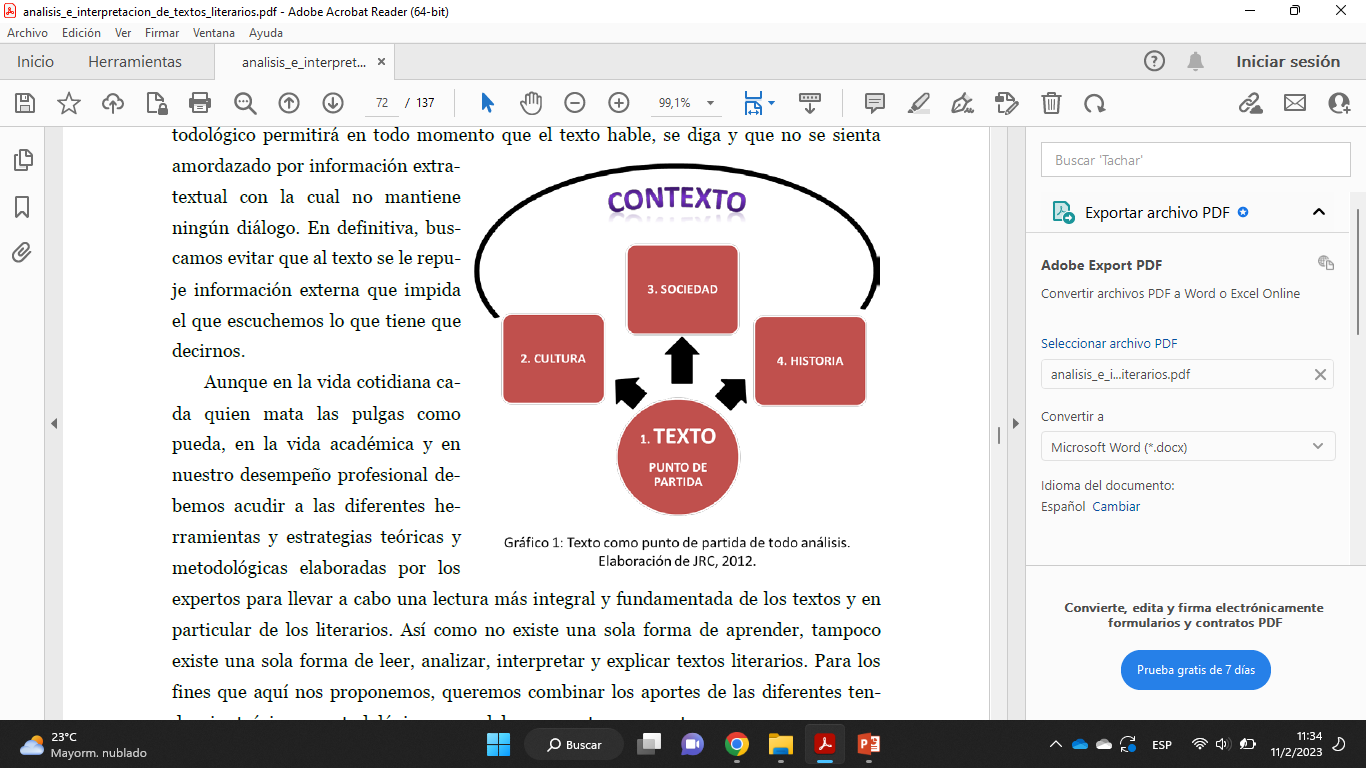 analisis_e_interpretacion_de_textos_literarios.pdf - Adobe Acrobat Reader (64-bit)
Archivo Edición Ver Firmar Ventana Ayuda
Inicio Herramientas analisis_e_interpret... × Iniciar sesión
72 / 137 99,1%
todológico permitirá en todo momento que el texto hable, se diga y que no se sienta
amordazado por información extra-
textual con la cual no mantiene
ningún diálogo. En definitiva, bus-
camos evitar que al texto se le repu-
je información externa que impida
el que escuchemos lo que tiene que
decirnos.
Aunque en la vida cotidiana ca-
da quien mata las pulgas como
pueda, en la vida académica y en
nuestro desempeño profesional de-
bemos acudir a las diferentes he-
rramientas y estrategias teóricas y
metodológicas elaboradas por los
CONTEXTO
3. SOCIEDAD
2. CULTURA
4. HISTORIA
1. TEXTO
PUNTO DE
PARTIDA
Gráfico 1: Texto como punto de partida de todo análisis.
Elaboración de JRC, 2012.
expertos para llevar a cabo una lectura más integral y fundamentada de los textos y en
particular de los literarios. Así como no existe una sola forma de aprender, tampoco
existe una sola forma de leer, analizar, interpretar y explicar textos literarios. Para los
fines que aquí nos proponemos, queremos combinar los aportes de las diferentes ten-
Buscar 'Tachar'
Exportar archivo PDF
Adobe Export PDF
Convertir archivos PDF a Word o Excel Online
Seleccionar archivo PDF
analisis_e_i...iterarios.pdf
Convertir a
Microsoft Word (*.docx)
Idioma del documento:
Español Cambiar
Convierte, edita y firma electrónicamente
formularios y contratos PDF
Prueba gratis de 7 días
23°C
Mayorm. nublado
Buscar
ESP
11:34
11/2/2023